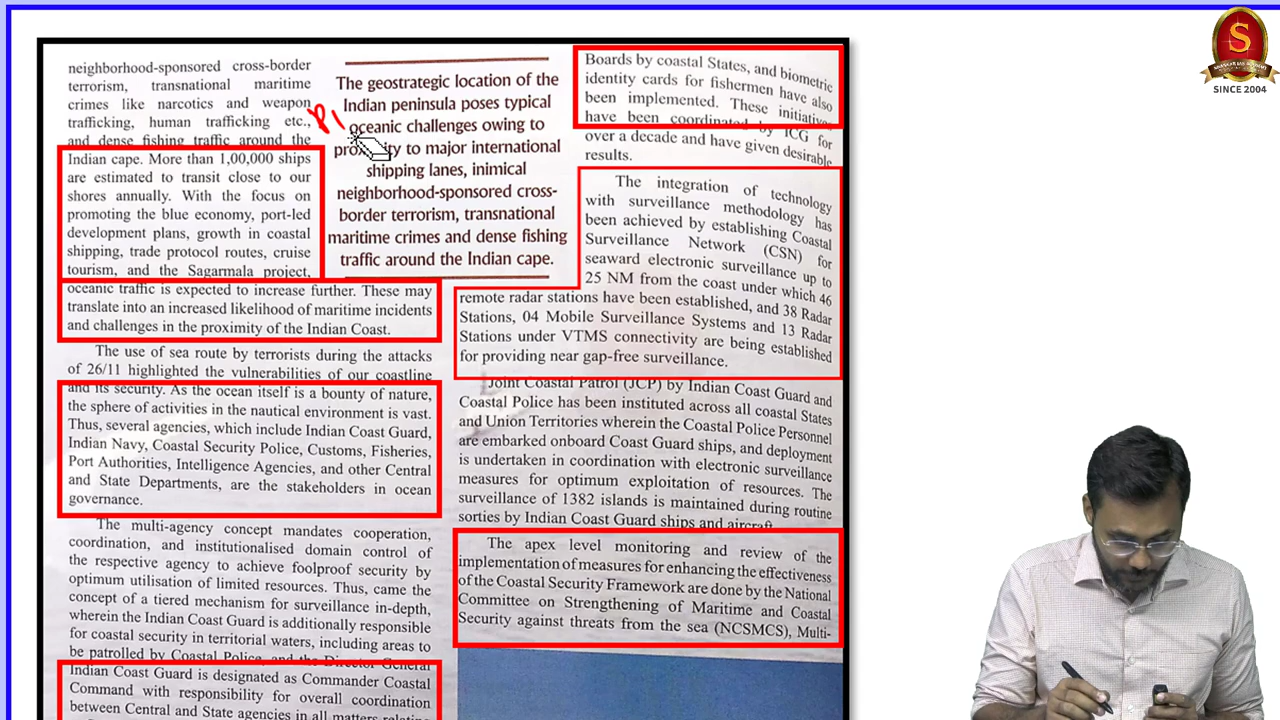 neighborhood-sponsored cross-border
terrorism, transnational maritime
crimes like narcotics and weapon
trafficking, human trafficking etc.,
and dense fishing traffic around the
Indian cape. More than 1,00,000 ships
are estimated to transit close to our
shores annually. With the focus on
promoting the blue economy, port-led
development plans, growth in coastal
shipping, trade protocol routes, cruise
tourism, and the Sagarmala project,
oceanic traffic is expected to increase further. These may
translate into an increased likelihood of maritime incidents
and challenges in the proximity of the Indian Coast.
The use of sea route by terrorists during the attacks
of 26/11 highlighted the vulnerabilities of our coastline
and its security. As the ocean itself is a bounty of nature,
the sphere of activities in the nautical environment is vast.
Thus, several agencies, which include Indian Coast Guard,
Indian Navy, Coastal Security Police, Customs, Fisheries,
Port Authorities, Intelligence Agencies, and other Central
and State Departments, are the stakeholders in ocean
governance.
The multi-agency concept mandates cooperation,
coordination, and institutionalised domain control of
the respective agency to achieve foolproof security by
optimum utilisation of limited resources. Thus, came the
concept of a tiered mechanism for surveillance in-depth,
wherein the Indian Coast Guard is additionally responsible
for coastal security in territorial waters, including areas to
be patrolled by Coastal Police, and the Director General
Indian Coast Guard is designated as Commander Coastal
Command with responsibility for overall coordination
between Central and State agencies in all matters relating
The geostrategic location of the
Indian peninsula poses typical
oceanic challenges owing to
proximity to major international
shipping lanes, inimical
neighborhood-sponsored cross-
border terrorism, transnational
maritime crimes and dense fishing
traffic around the Indian cape.
Boards by coastal States, and biometric
identity cards for fishermen have also
been implemented. These initiatives
have been coordinated by ICG for
over a decade and have given desirable
results.
The integration of technology
with surveillance methodology has
been achieved by establishing Coastal
Surveillance Network (CSN) for
seaward electronic surveillance up to
25 NM from the coast under which 46
remote radar stations have been established, and 38 Radar
Stations, 04 Mobile Surveillance Systems and 13 Radar
Stations under VTMS connectivity are being established
for providing near gap-free surveillance.
Joint Coastal Patrol (JCP) by Indian Coast Guard and
Coastal Police has been instituted across all coastal States
and Union Territories wherein the Coastal Police Personnel
are embarked onboard Coast Guard ships, and deployment
is undertaken in coordination with electronic surveillance
measures for optimum exploitation of resources. The
surveillance of 1382 islands is maintained during routine
sorties by Indian Coast Guard ships and aircraft.
The apex level monitoring and review of the
implementation of measures for enhancing the effectiveness
of the Coastal Security Framework are done by the National
Committee on Strengthening of Maritime and Coastal
Security against threats from the sea (NCSMCS), Multi-
S
SINCE 2004